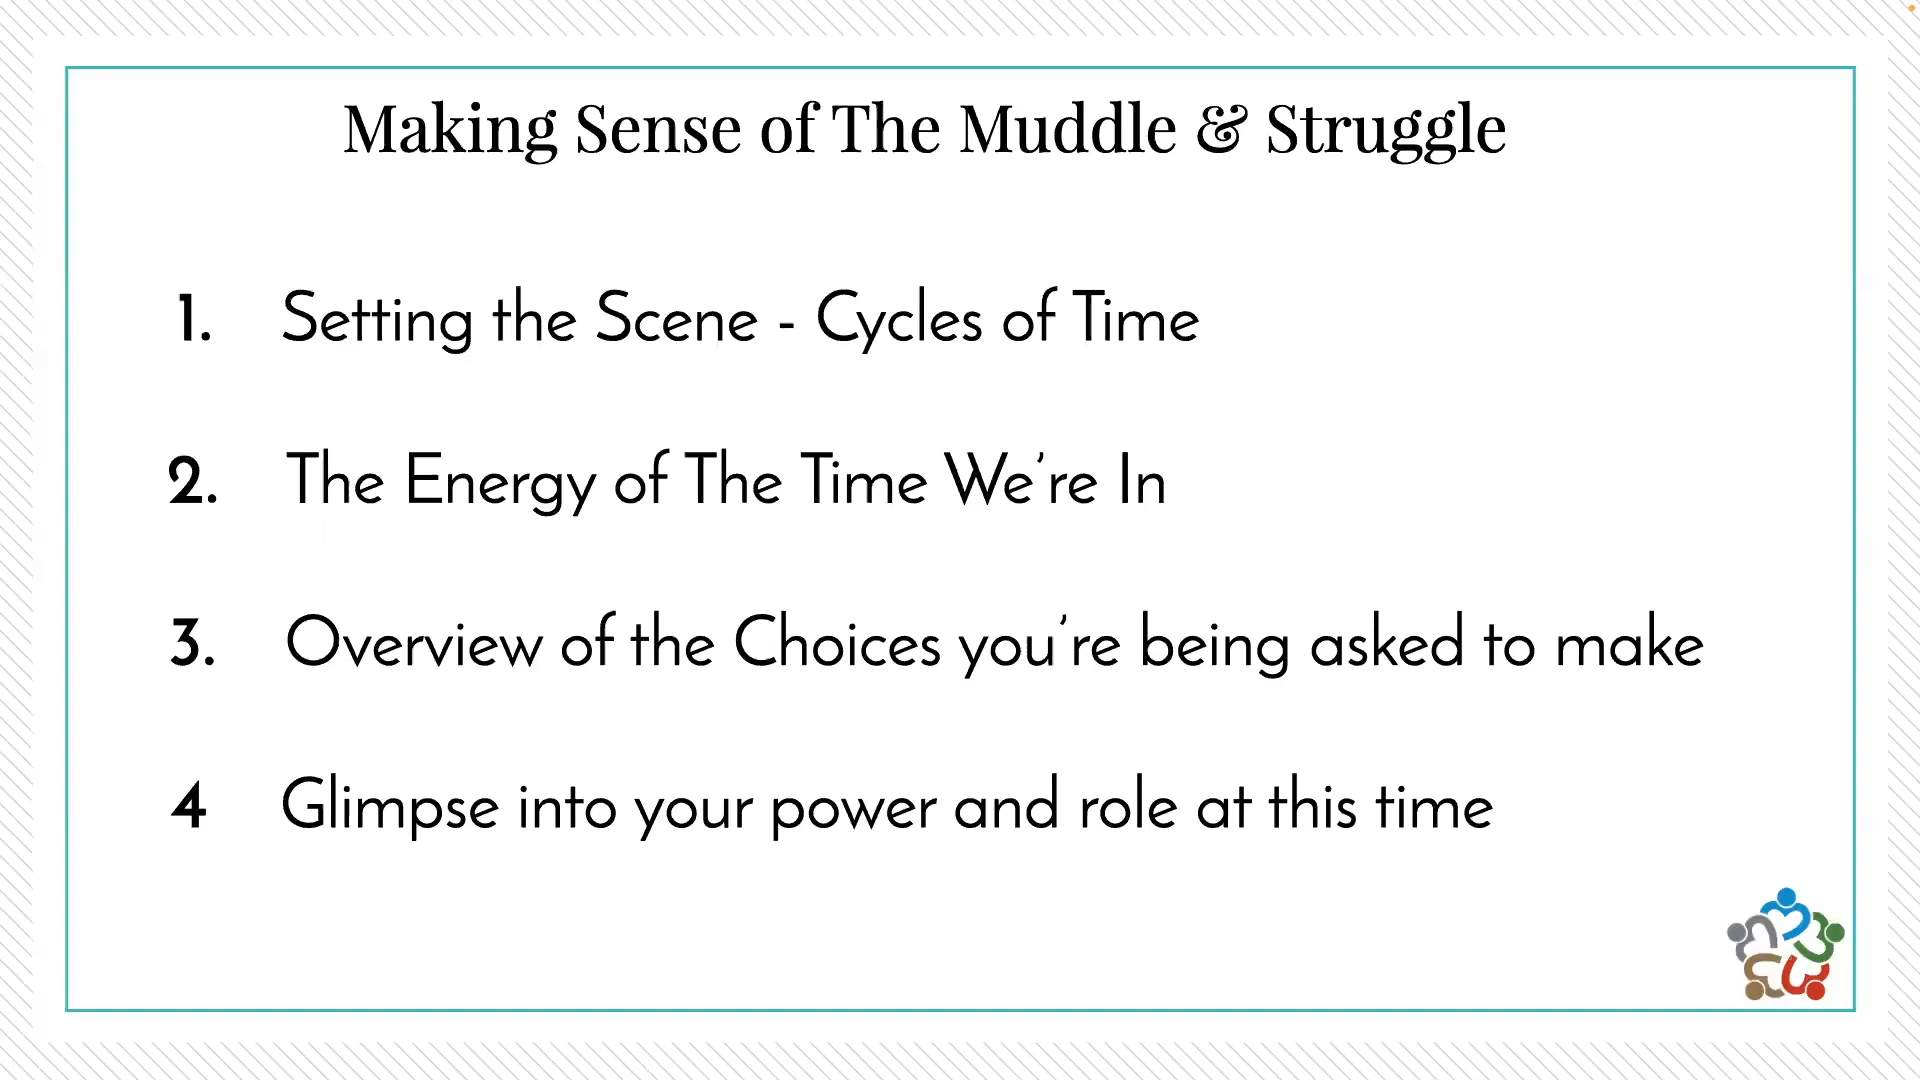 Making Sense of The Muddle & Struggle
1. Setting the Scene - Cycles of Time
2. The Energy of The Time We're In
3. Overview of the Choices you're being asked to make
4 Glimpse into your power and role at this time